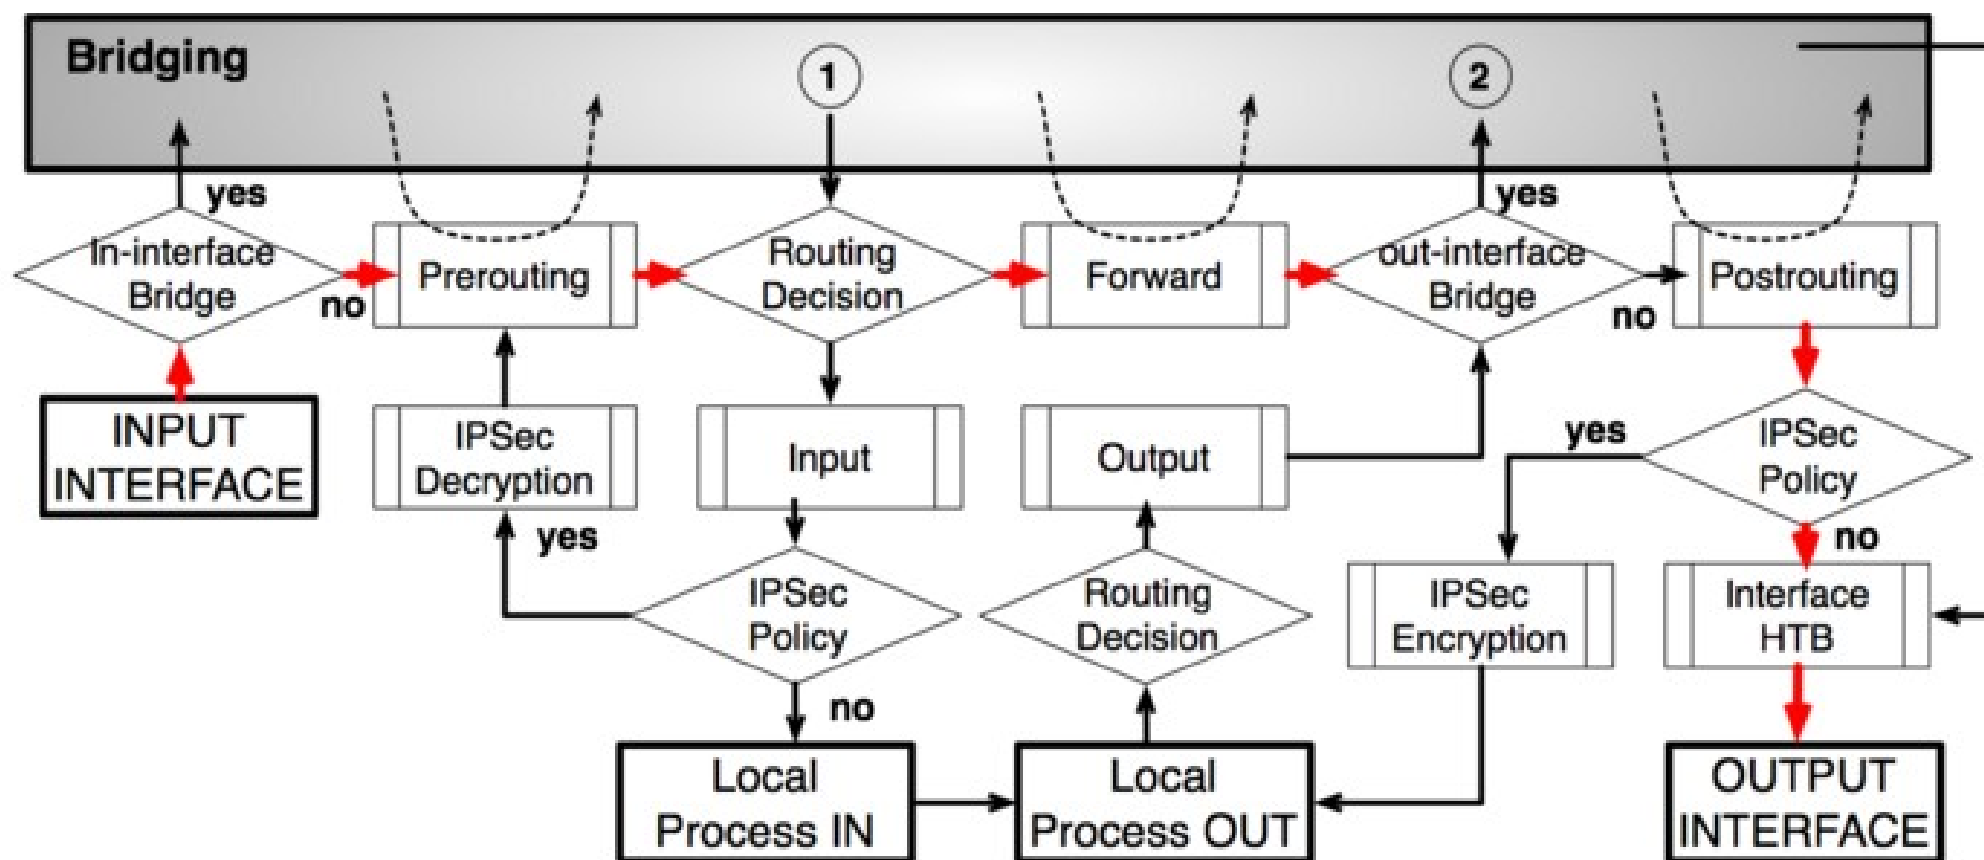 Bridging
1
2
yes
yes
In-interface
Bridge
no
Prerouting
Routing
Decision
Forward
out-interface
Bridge
no
Postrouting
INPUT
INTERFACE
IPSec
Decryption
yes
Input
Output
yes
IPSec
Policy
no
IPSec
Policy
no
Routing
Decision
IPSec
Encryption
Interface
HTB
Local
Process IN
Local
Process OUT
OUTPUT
INTERFACE